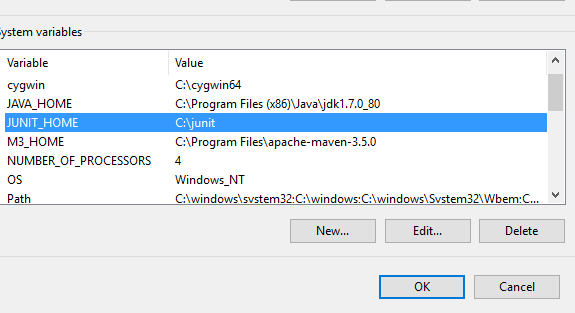 System variables
Variable Value
cygwin C:\cygwin64
JAVA_HOME C:\Program Files (x86)\Java\jdk1.7.0_80
JUNIT_HOME C:\junit
M3_HOME C:\Program Files\apache-maven-3.5.0
NUMBER_OF_PROCESSORS 4
OS Windows_NT
Path C:\windows\system32;C:\windows;C:\windows\System32\Wbem;C...
New... Edit... Delete
OK Cancel